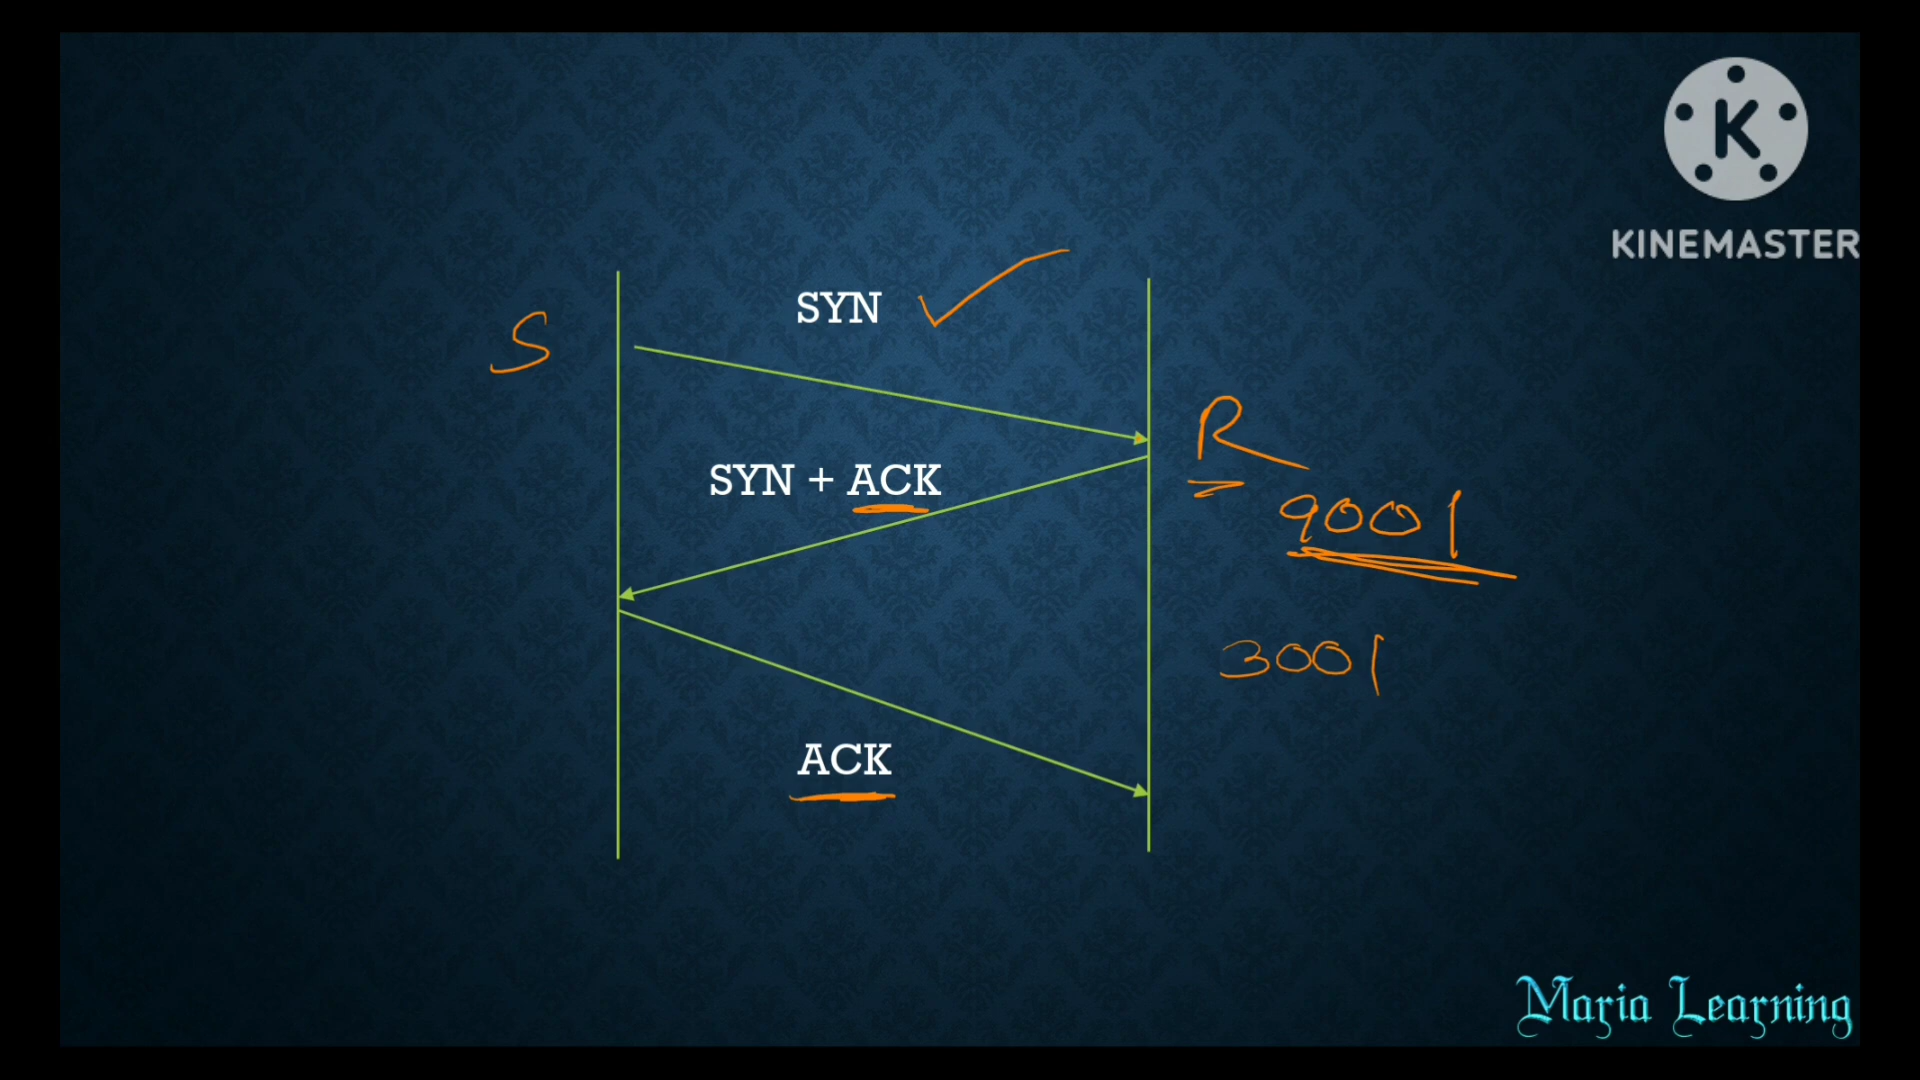 K
KINEMASTER
SYN
S
R
SYN + ACK
9001
3001
ACK
Maria Learning